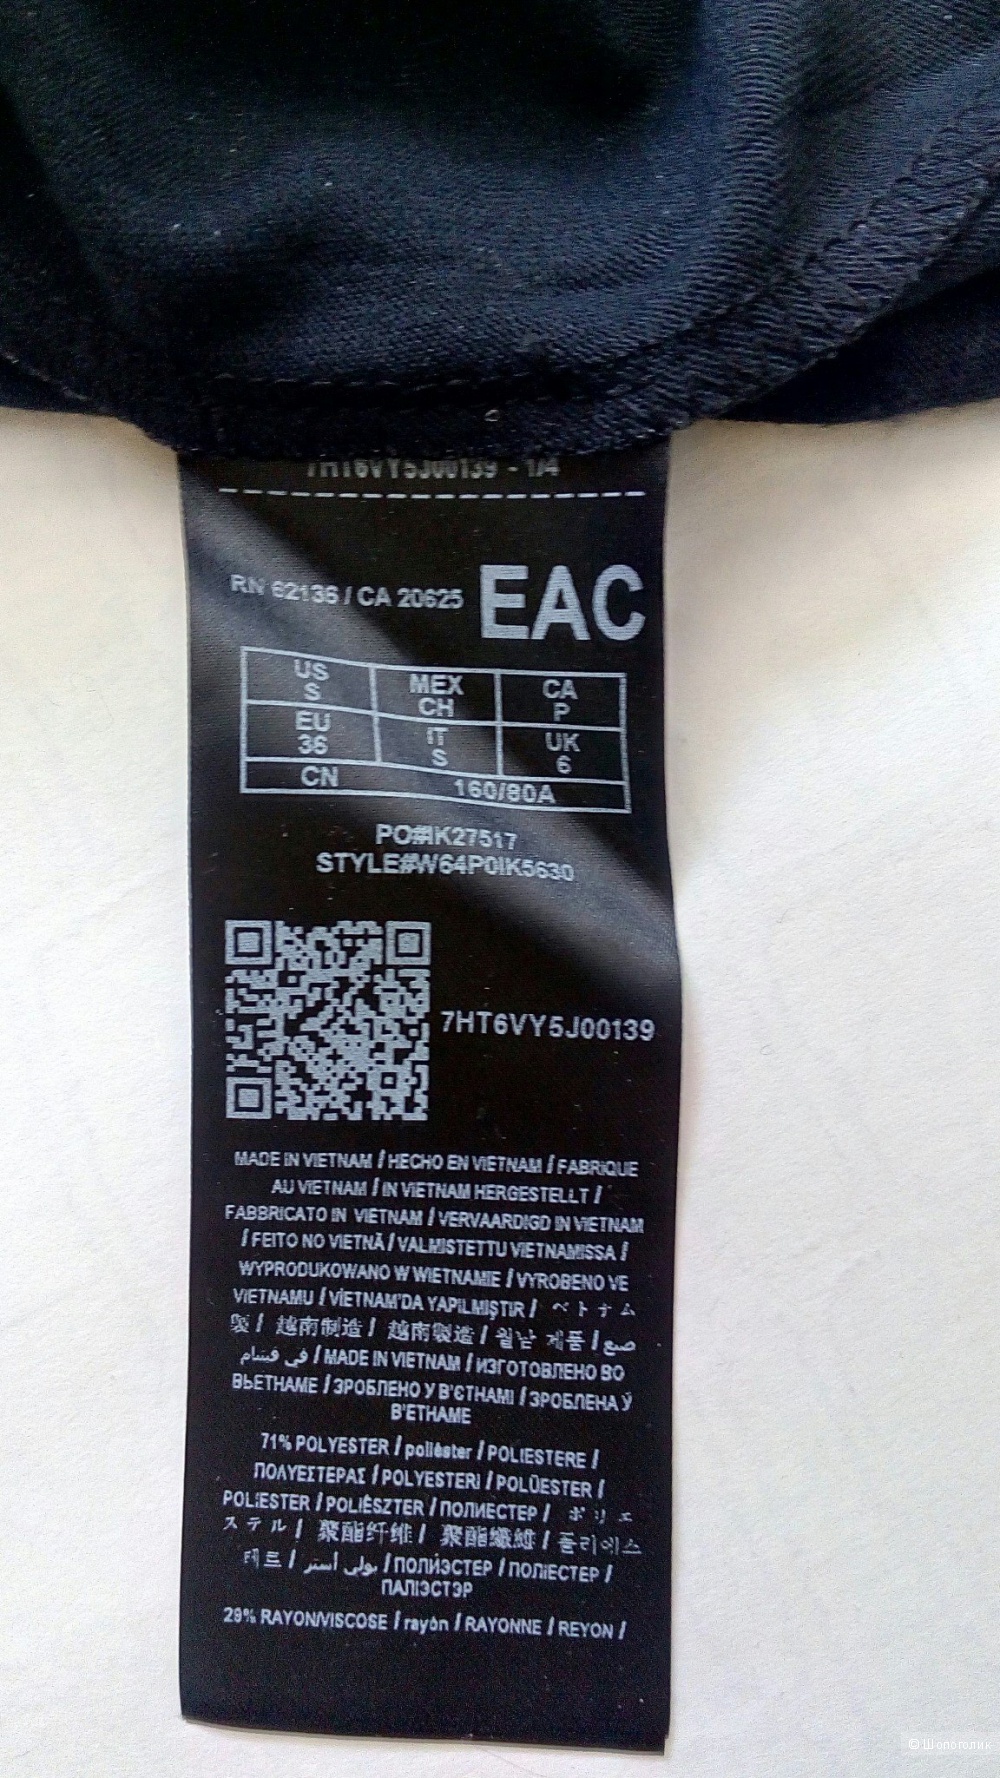 7HT6VY5J00139 - 1/4
RN 62136 / CA 20625
EAC
US S MEX CH CA P
EU 36 IT S UK 6
CN 160/80A
PO#IK27517
STYLE#W64P0IK5630
7HT6VY5J00139
MADE IN VIETNAM / HECHO EN VIETNAM / FABRIQUE
AU VIETNAM / IN VIETNAM HERGESTELLT /
FABBRICATO IN VIETNAM / VERVAARDIGD IN VIETNAM
/ FEITO NO VIETNÃ / VALMISTETTU VIETNAMISSA /
WYPRODUKOWANO W WIETNAMIE / VYROBENO VE
VIETNAMU / VİETNAM'DA YAPILMIŞTIR / ベトナム
製 / 越南制造 / 越南製造 / 월남 제품 / صنع
في فيتنام / MADE IN VIETNAM / ИЗГОТОВЛЕНО ВО
ВЬЕТНАМЕ / ЗРОБЛЕНО У В'ЄТНАМІ / ЗРОБЛЕНА Ў
В'ЕТНАМЕ
71% POLYESTER / poliéster / POLIESTERE /
ΠΟΛΥΕΣΤΕΡΑΣ / POLYESTERI / POLÜESTER /
POLIESTER / POLIÉSZTER / ПОЛИЕСТЕР / ポリエ
ステル / 聚酯纤维 / 聚酯纖維 / 폴리에스
테트 / بولي استر / ПОЛИЭСТЕР / ПОЛІЕСТЕР /
ПАЛІЭСТЭР
29% RAYON/VISCOSE / rayón / RAYONNE / REYON /
© Шопоголик